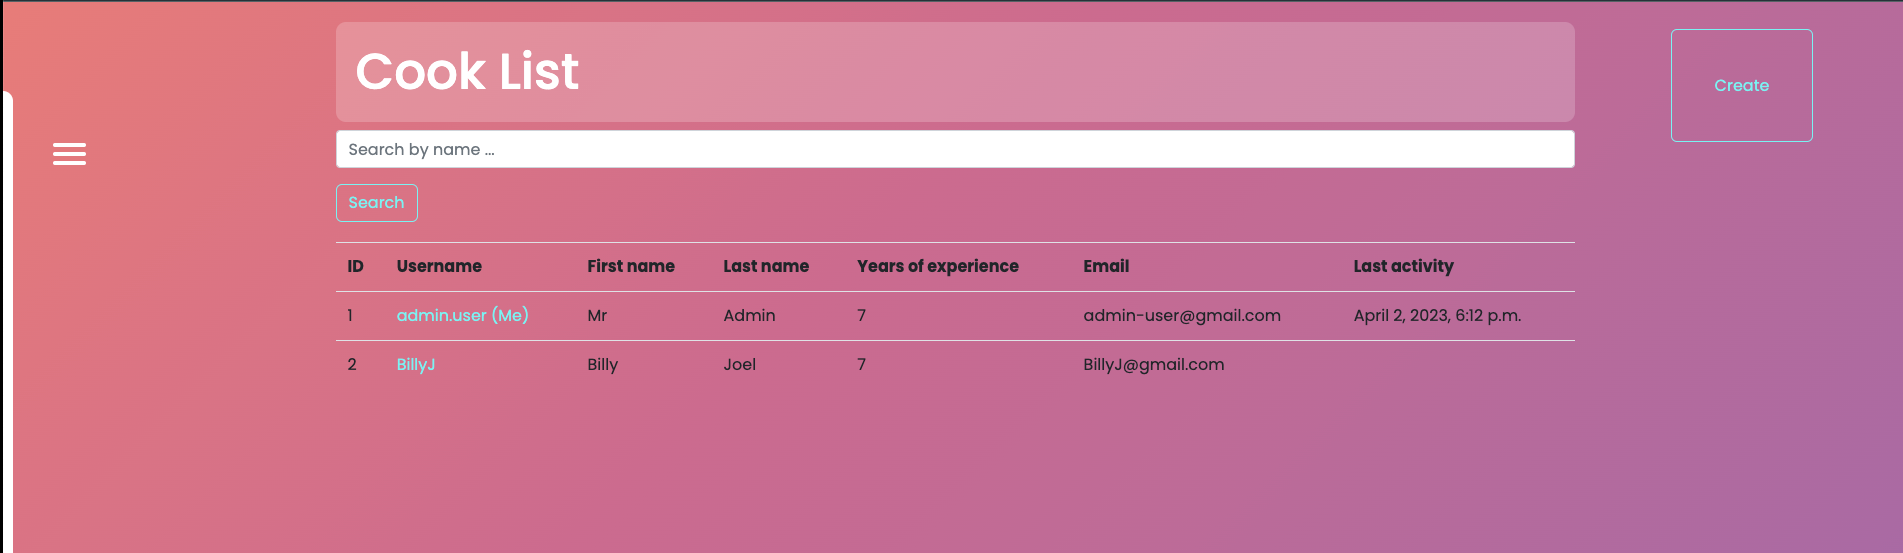 Cook List
Create
Search by name ...
Search
ID Username First name Last name Years of experience Email Last activity
1 admin.user (Me) Mr Admin 7 admin-user@gmail.com April 2, 2023, 6:12 p.m.
2 BillyJ Billy Joel 7 BillyJ@gmail.com